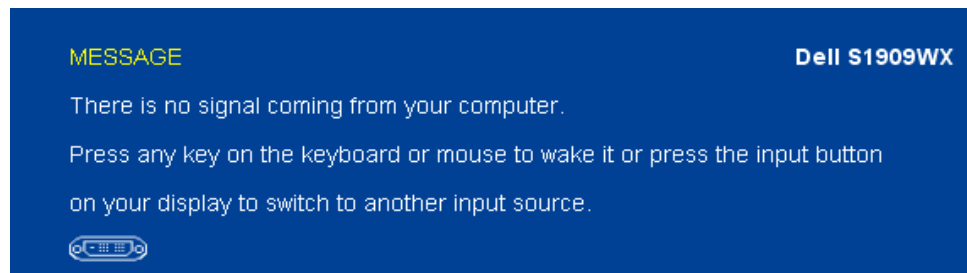 MESSAGE Dell S1909WX
There is no signal coming from your computer.
Press any key on the keyboard or mouse to wake it or press the input button
on your display to switch to another input source.